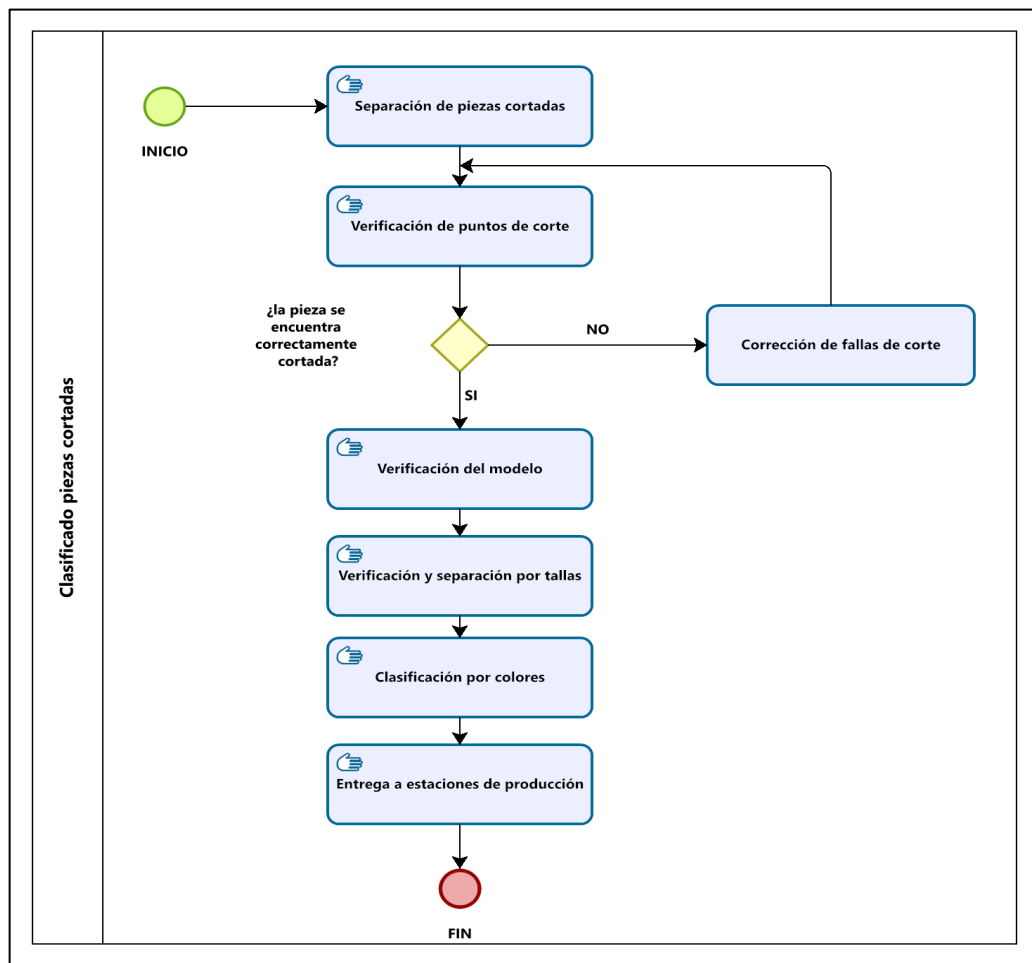 Clasificado piezas cortadas
Separación de piezas cortadas
INICIO
Verificación de puntos de corte
¿la pieza se
encuentra
correctamente
cortada?
NO
Corrección de fallas de corte
SI
Verificación del modelo
Verificación y separación por tallas
Clasificación por colores
Entrega a estaciones de producción
FIN